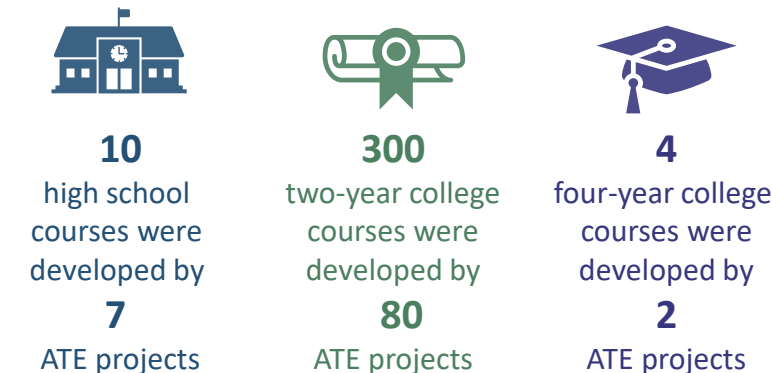 10
high school
courses were
developed by
7
ATE projects
300
two-year college
courses were
developed by
80
ATE projects
4
four-year college
courses were
developed by
2
ATE projects